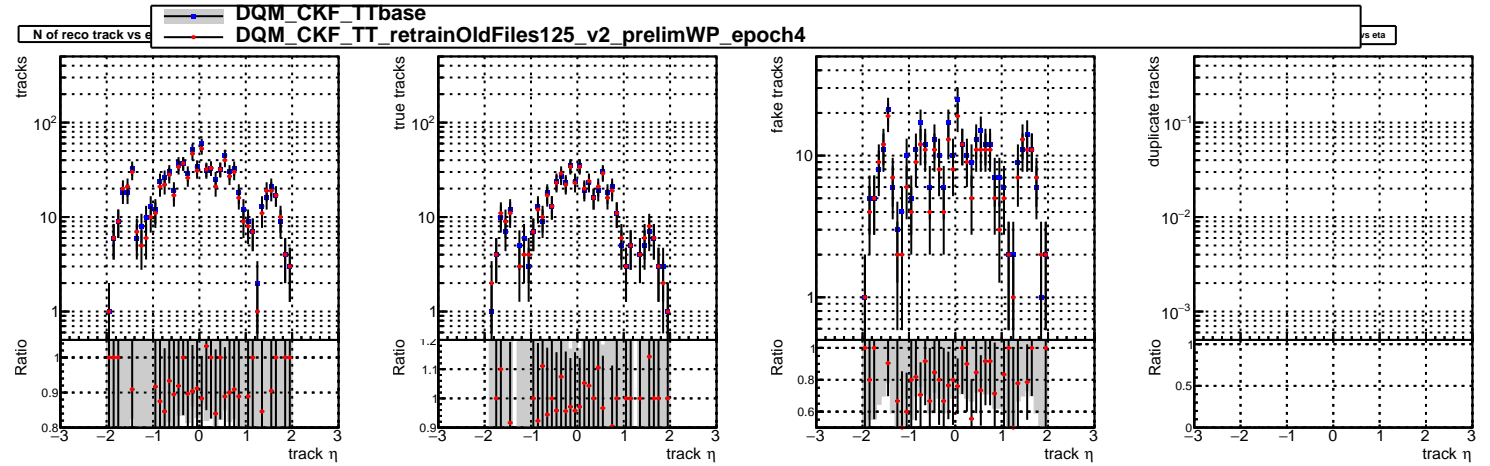 DQM_CKF_TTbase
DQM_CKF_TT_retrainOldFiles125_v2_prelimWP_epoch4
N of reco track vs e
vs eta
tracks
10²
10
1
Ratio
1
0.9
0.8
−3 −2 −1 0 1 2 3
track η
true tracks
10²
10
1
Ratio
1.2
1.1
1.0
0.9
−3 −2 −1 0 1 2 3
track η
fake tracks
10
1
Ratio
1
0.8
0.6
−3 −2 −1 0 1 2 3
track η
duplicate tracks
10⁻¹
10⁻²
10⁻³
Ratio
1
0.5
0
−3 −2 −1 0 1 2 3
track η